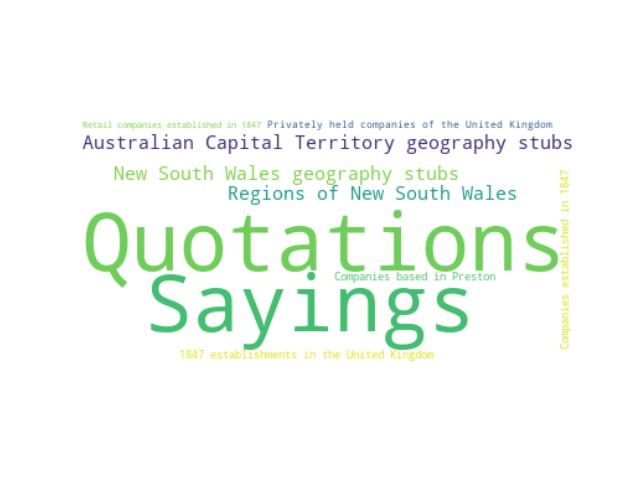 Retail companies established in 1847
Privately held companies of the United Kingdom
Australian Capital Territory geography stubs
New South Wales geography stubs
Regions of New South Wales
Quotations
Companies based in Preston
Sayings
Companies established in 1847
1847 establishments in the United Kingdom